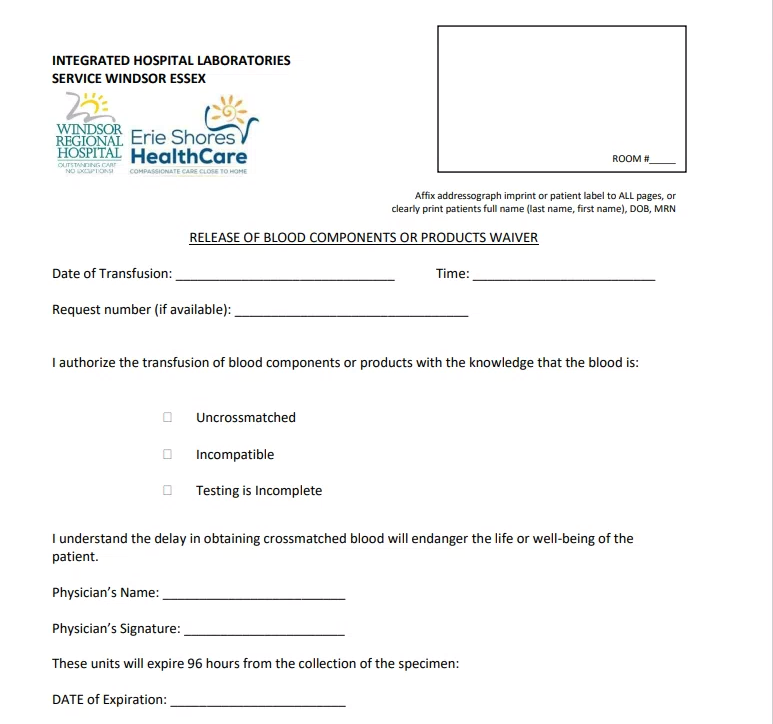 INTEGRATED HOSPITAL LABORATORIES
SERVICE WINDSOR ESSEX
WINDSOR
REGIONAL
HOSPITAL
OUTSTANDING CARE
NO EXCEPTIONS!
Erie Shores
HealthCare
COMPASSIONATE CARE CLOSE TO HOME
ROOM #_____
Affix addressograph imprint or patient label to ALL pages, or
clearly print patients full name (last name, first name), DOB, MRN
RELEASE OF BLOOD COMPONENTS OR PRODUCTS WAIVER
Date of Transfusion: ______________________________ Time: _________________________
Request number (if available): ________________________________
I authorize the transfusion of blood components or products with the knowledge that the blood is:
☐ Uncrossmatched
☐ Incompatible
☐ Testing is Incomplete
I understand the delay in obtaining crossmatched blood will endanger the life or well-being of the
patient.
Physician’s Name: _________________________
Physician’s Signature: ______________________
These units will expire 96 hours from the collection of the specimen:
DATE of Expiration: ________________________